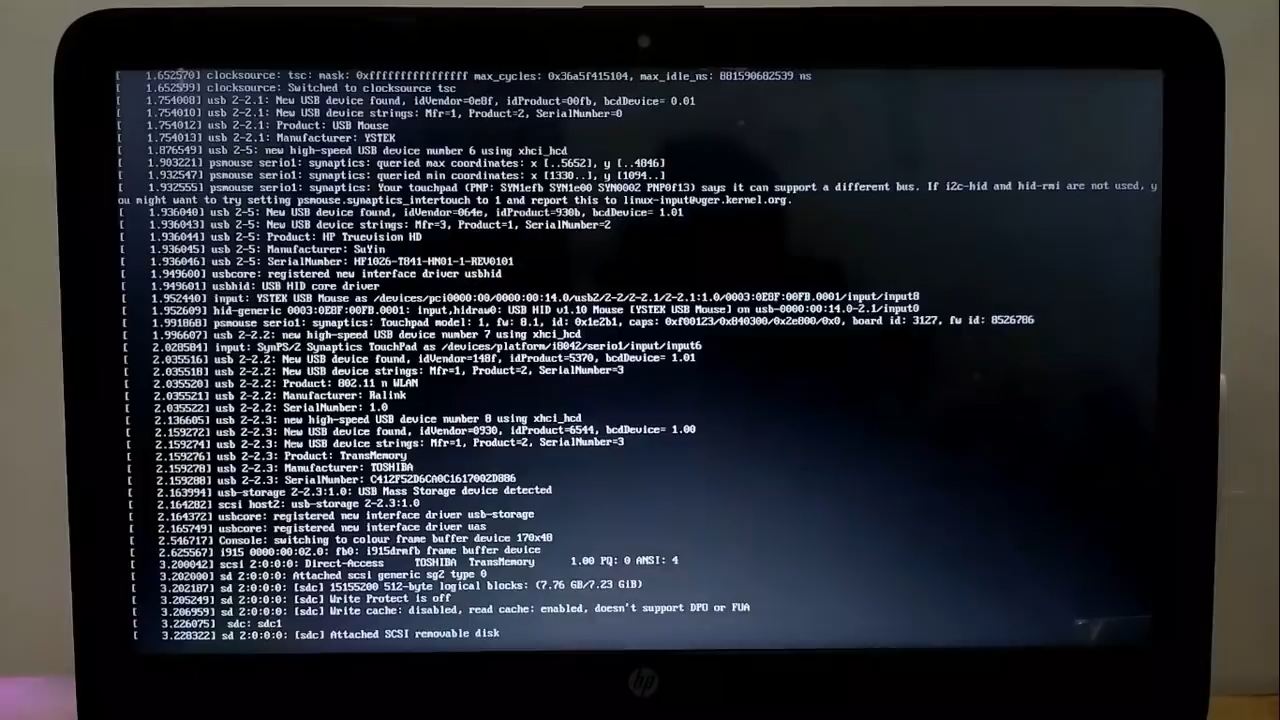 [    1.652570] clocksource: tsc: mask: 0xffffffffffffffff max_cycles: 0x36a5f415104, max_idle_ns: 881590682539 ns
[    1.652599] clocksource: Switched to clocksource tsc
[    1.754008] usb 2-2.1: New USB device found, idVendor=0e8f, idProduct=00fb, bcdDevice= 0.01
[    1.754010] usb 2-2.1: New USB device strings: Mfr=1, Product=2, SerialNumber=0
[    1.754012] usb 2-2.1: Product: USB Mouse
[    1.754013] usb 2-2.1: Manufacturer: YSTEK
[    1.876549] usb 2-5: new high-speed USB device number 6 using xhci_hcd
[    1.903221] psmouse serio1: synaptics: queried max coordinates: x [..5652], y [..4846]
[    1.932547] psmouse serio1: synaptics: queried min coordinates: x [1330..], y [1094..]
[    1.932555] psmouse serio1: synaptics: Your touchpad (PNP: SYN1efb SYN1e00 SYN0002 PNP0f13) says it can support a different bus. If i2c-hid and hid-rmi are not used, y
ou might want to try setting psmouse.synaptics_intertouch to 1 and report this to linux-input@vger.kernel.org.
[    1.936040] usb 2-5: New USB device found, idVendor=064e, idProduct=930b, bcdDevice= 1.01
[    1.936043] usb 2-5: New USB device strings: Mfr=3, Product=1, SerialNumber=2
[    1.936044] usb 2-5: Product: HP Truevision HD
[    1.936045] usb 2-5: Manufacturer: SuYin
[    1.936046] usb 2-5: SerialNumber: HF1026-T841-HN01-1-REV0101
[    1.949601] usbcore: registered new interface driver usbhid
[    1.949601] usbhid: USB HID core driver
[    1.952440] input: YSTEK USB Mouse as /devices/pci0000:00/0000:00:14.0/usb2/2-2/2-2.1/2-2.1:1.0/0003:0E8F:00FB.0001/input/input8
[    1.952609] hid-generic 0003:0E8F:00FB.0001: input,hidraw0: USB HID v1.10 Mouse [YSTEK USB Mouse] on usb-0000:00:14.0-2.1/input0
[    1.991868] psmouse serio1: synaptics: Touchpad model: 1, fw: 8.1, id: 0x1e2b1, caps: 0xf00123/0x840300/0x2e800/0x0, board id: 3127, fw id: 8526786
[    1.996607] usb 2-2.2: new high-speed USB device number 7 using xhci_hcd
[    2.028584] input: SynPS/2 Synaptics TouchPad as /devices/platform/i8042/serio1/input/input6
[    2.035516] usb 2-2.2: New USB device found, idVendor=148f, idProduct=5370, bcdDevice= 1.01
[    2.035518] usb 2-2.2: New USB device strings: Mfr=1, Product=2, SerialNumber=3
[    2.035520] usb 2-2.2: Product: 802.11 n WLAN
[    2.035521] usb 2-2.2: Manufacturer: Ralink
[    2.035522] usb 2-2.2: SerialNumber: 1.0
[    2.136605] usb 2-2.3: new high-speed USB device number 8 using xhci_hcd
[    2.159272] usb 2-2.3: New USB device found, idVendor=0930, idProduct=6544, bcdDevice= 1.00
[    2.159274] usb 2-2.3: New USB device strings: Mfr=1, Product=2, SerialNumber=3
[    2.159276] usb 2-2.3: Product: TransMemory
[    2.159278] usb 2-2.3: Manufacturer: TOSHIBA
[    2.159288] usb 2-2.3: SerialNumber: C412F52D6CA0C1617002D886
[    2.163994] usb-storage 2-2.3:1.0: USB Mass Storage device detected
[    2.164282] scsi host2: usb-storage 2-2.3:1.0
[    2.164372] usbcore: registered new interface driver usb-storage
[    2.165749] usbcore: registered new interface driver uas
[    2.546717] Console: switching to colour frame buffer device 170x48
[    2.625567] i915 0000:00:02.0: fb0: i915drmfb frame buffer device
[    3.200042] scsi 2:0:0:0: Direct-Access     TOSHIBA  TransMemory      1.00 PQ: 0 ANSI: 4
[    3.202000] sd 2:0:0:0: Attached scsi generic sg2 type 0
[    3.202187] sd 2:0:0:0: [sdc] 15155200 512-byte logical blocks: (7.76 GB/7.23 GiB)
[    3.205249] sd 2:0:0:0: [sdc] Write Protect is off
[    3.206959] sd 2:0:0:0: [sdc] Write cache: disabled, read cache: enabled, doesn't support DPO or FUA
[    3.226075]  sdc: sdc1
[    3.228322] sd 2:0:0:0: [sdc] Attached SCSI removable disk
hp